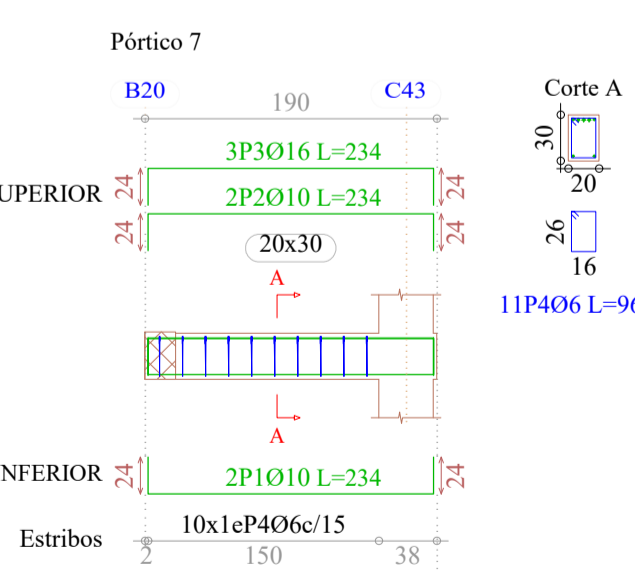 Pórtico 7
B20
C43
190
Corte A
3P3Ø16 L=234
24
24
UPERIOR
2P2Ø10 L=234
24
24
30
20
20x30
26
16
A
11P4Ø6 L=96
A
NFERIOR
24
2P1Ø10 L=234
24
10x1eP4Ø6c/15
Estribos
2
150
38